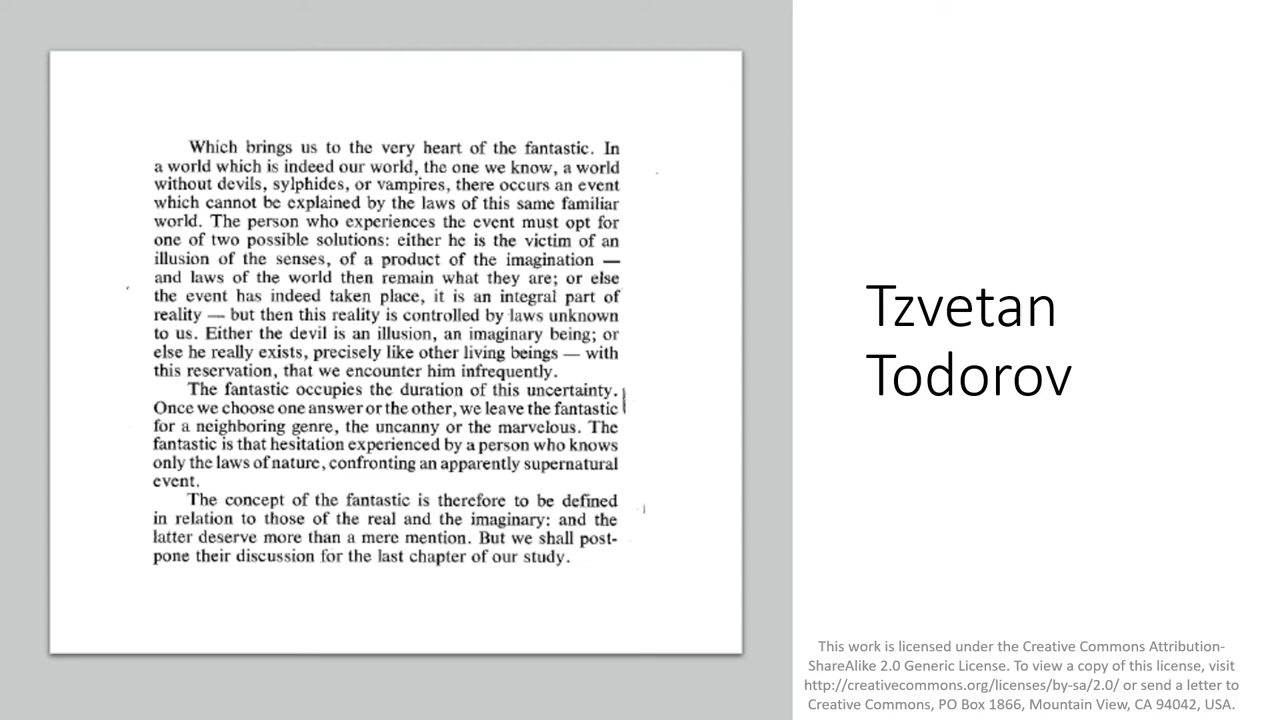 Which brings us to the very heart of the fantastic. In
a world which is indeed our world, the one we know, a world
without devils, sylphides, or vampires, there occurs an event
which cannot be explained by the laws of this same familiar
world. The person who experiences the event must opt for
one of two possible solutions: either he is the victim of an
illusion of the senses, of a product of the imagination —
and laws of the world then remain what they are; or else
the event has indeed taken place, it is an integral part of
reality — but then this reality is controlled by laws unknown
to us. Either the devil is an illusion, an imaginary being; or
else he really exists, precisely like other living beings — with
this reservation, that we encounter him infrequently.
The fantastic occupies the duration of this uncertainty.
Once we choose one answer or the other, we leave the fantastic
for a neighboring genre, the uncanny or the marvelous. The
fantastic is that hesitation experienced by a person who knows
only the laws of nature, confronting an apparently supernatural
event.
The concept of the fantastic is therefore to be defined
in relation to those of the real and the imaginary: and the
latter deserve more than a mere mention. But we shall post-
pone their discussion for the last chapter of our study.
Tzvetan
Todorov
This work is licensed under the Creative Commons Attribution-
ShareAlike 2.0 Generic License. To view a copy of this license, visit
http://creativecommons.org/licenses/by-sa/2.0/ or send a letter to
Creative Commons, PO Box 1866, Mountain View, CA 94042, USA.